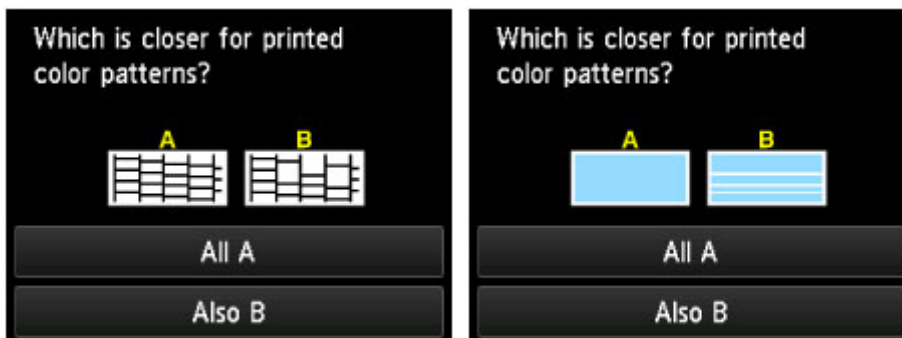 Which is closer for printed
color patterns?
A B
All A
Also B
Which is closer for printed
color patterns?
A B
All A
Also B